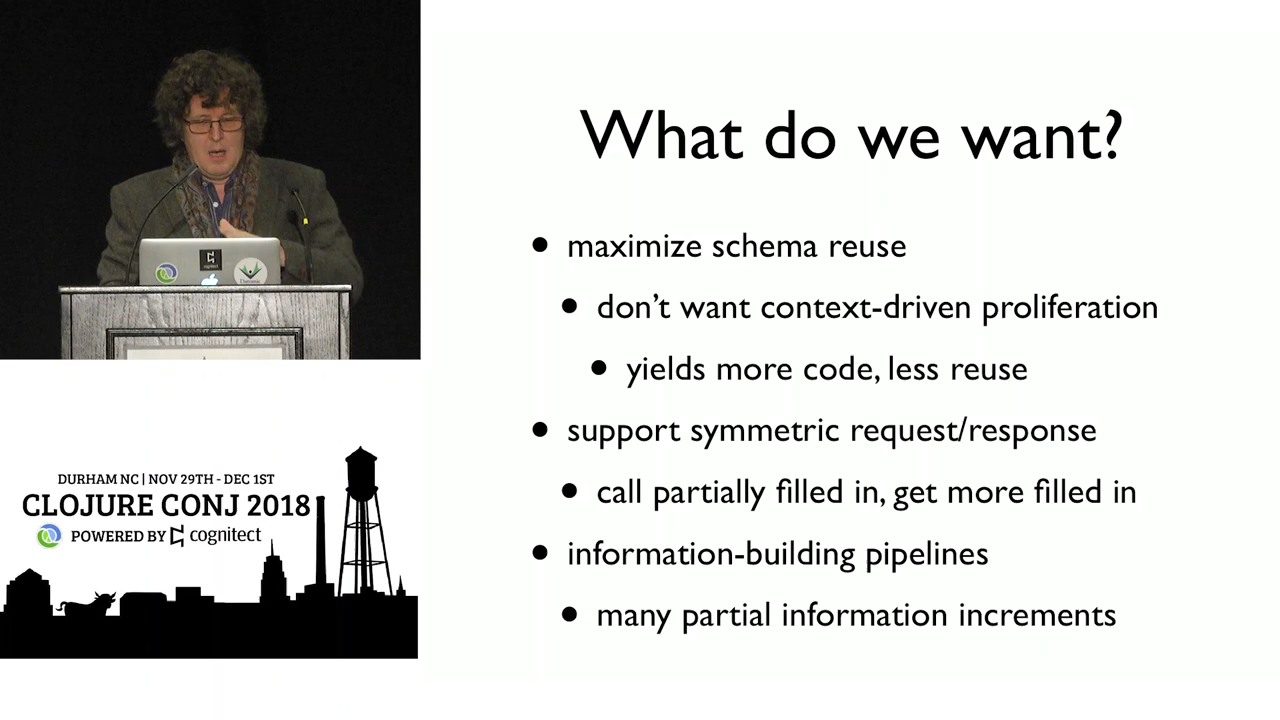 What do we want?
• maximize schema reuse
• don't want context-driven proliferation
• yields more code, less reuse
• support symmetric request/response
• call partially filled in, get more filled in
• information-building pipelines
• many partial information increments
cognitect
DURHAM NC | NOV 29TH - DEC 1ST
CLOJURE CONJ 2018
POWERED BY cognitect